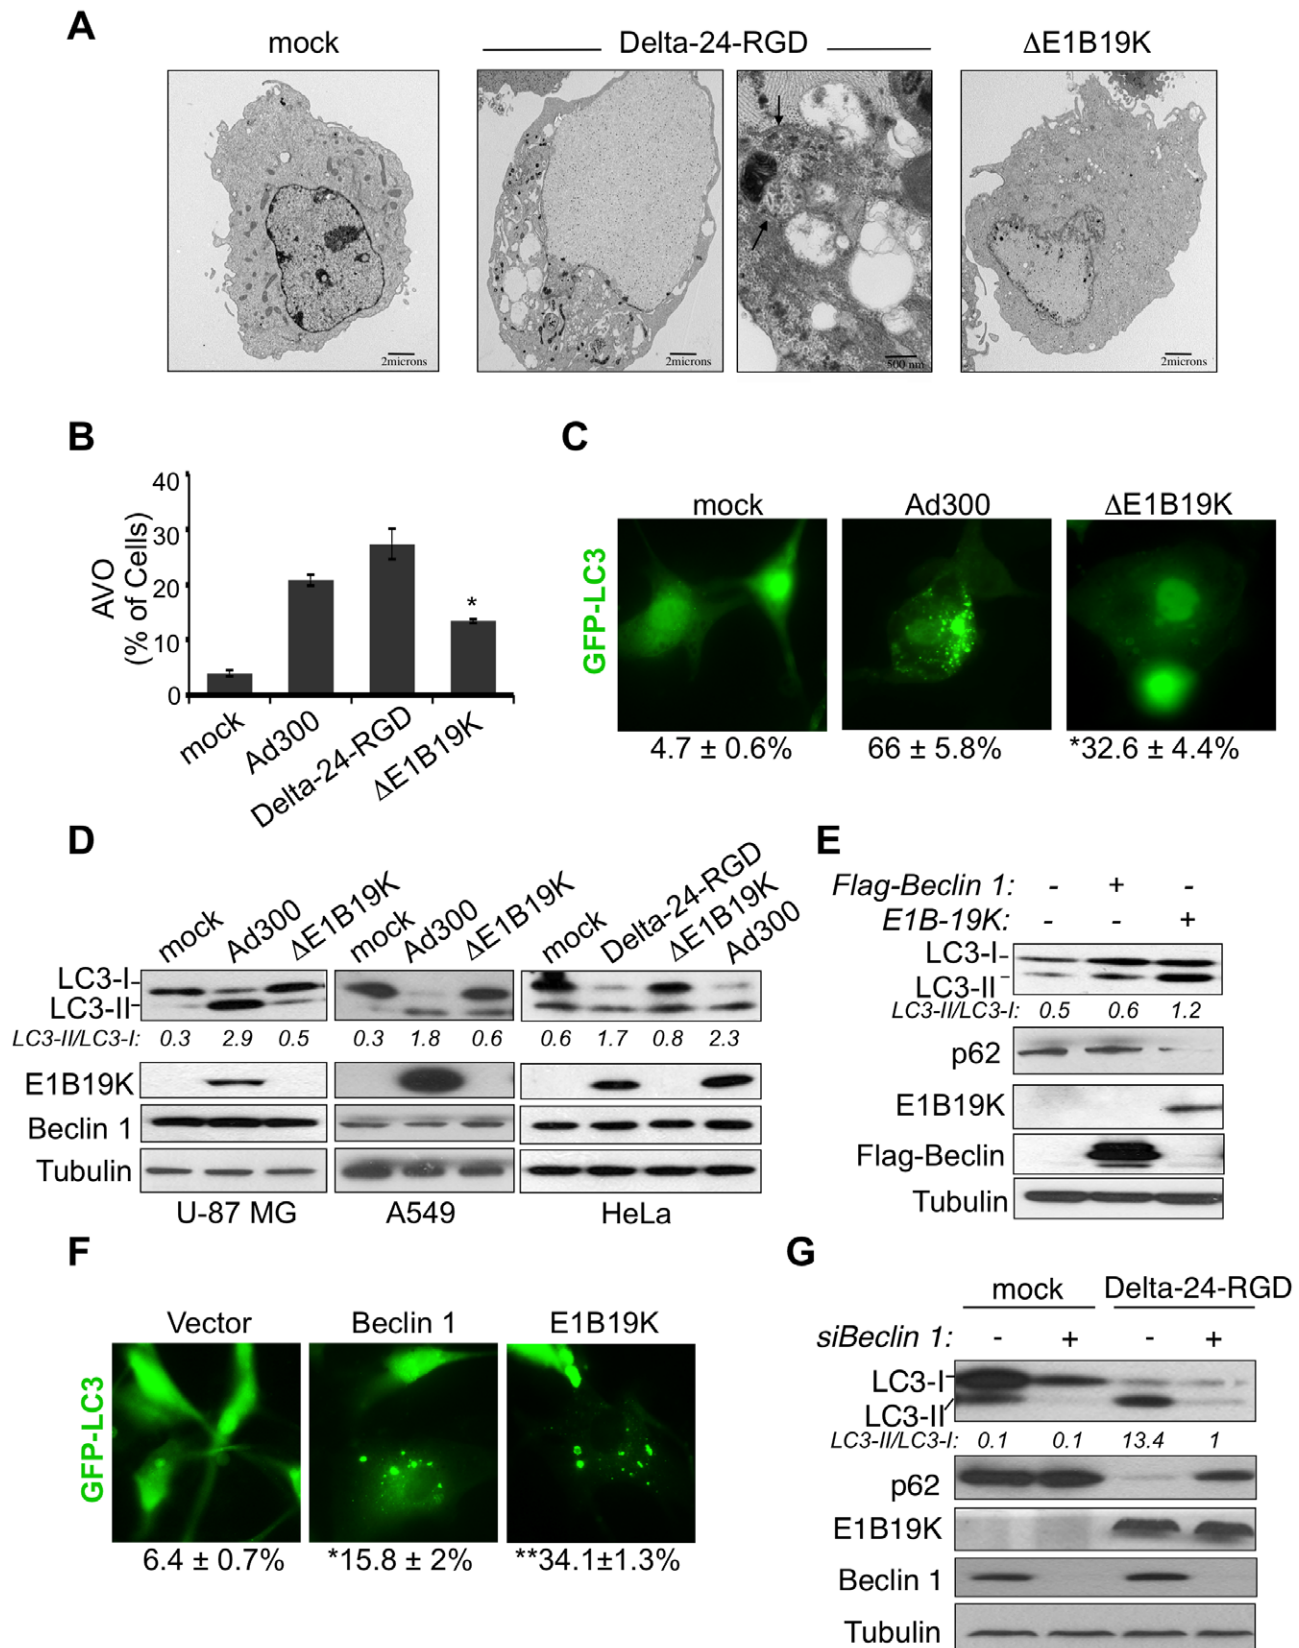 A
mock
Delta-24-RGD
ΔE1B19K
2microns
2microns
500 nm
2microns
B
AVO
(% of Cells)
40
30
20
10
0
*
mock
Ad300
Delta-24-RGD
ΔE1B19K
C
mock
Ad300
ΔE1B19K
GFP-LC3
4.7 ± 0.6%
66 ± 5.8%
*32.6 ± 4.4%
D
mock
Ad300
ΔE1B19K
mock
Ad300
ΔE1B19K
mock
Delta-24-RGD
ΔE1B19K
Ad300
LC3-I
LC3-II
LC3-II/LC3-I: 0.3 2.9 0.5 0.3 1.8 0.6 0.6 1.7 0.8 2.3
E1B19K
Beclin 1
Tubulin
U-87 MG
A549
HeLa
E
Flag-Beclin 1: - + -
E1B-19K: - - +
LC3-I
LC3-II
LC3-II/LC3-I: 0.5 0.6 1.2
p62
E1B19K
Flag-Beclin
Tubulin
F
Vector
Beclin 1
E1B19K
GFP-LC3
6.4 ± 0.7%
*15.8 ± 2%
**34.1±1.3%
G
mock
Delta-24-RGD
siBeclin 1: - + - +
LC3-I
LC3-II
LC3-II/LC3-I: 0.1 0.1 13.4 1
p62
E1B19K
Beclin 1
Tubulin